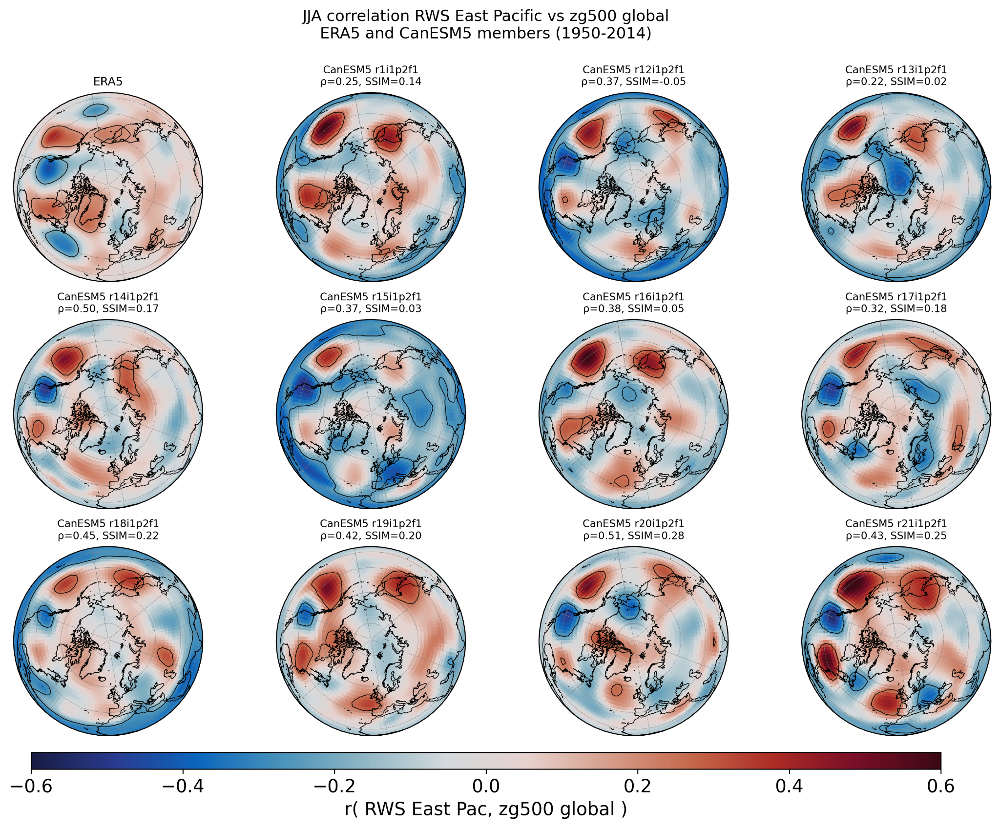 JJA correlation RWS East Pacific vs zg500 global
ERA5 and CanESM5 members (1950-2014)
ERA5
CanESM5 r1i1p2f1
ρ=0.25, SSIM=0.14
CanESM5 r12i1p2f1
ρ=0.37, SSIM=-0.05
CanESM5 r13i1p2f1
ρ=0.22, SSIM=0.02
CanESM5 r14i1p2f1
ρ=0.50, SSIM=0.17
CanESM5 r15i1p2f1
ρ=0.37, SSIM=0.03
CanESM5 r16i1p2f1
ρ=0.38, SSIM=0.05
CanESM5 r17i1p2f1
ρ=0.32, SSIM=0.18
CanESM5 r18i1p2f1
ρ=0.45, SSIM=0.22
CanESM5 r19i1p2f1
ρ=0.42, SSIM=0.20
CanESM5 r20i1p2f1
ρ=0.51, SSIM=0.28
CanESM5 r21i1p2f1
ρ=0.43, SSIM=0.25
−0.6 −0.4 −0.2 0.0 0.2 0.4 0.6
r( RWS East Pac, zg500 global )